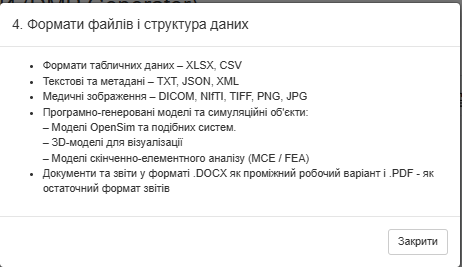 4. Формати файлів і структура даних
• Формати табличних даних – XLSX, CSV
• Текстові та метадані – TXT, JSON, XML
• Медичні зображення – DICOM, NIfTI, TIFF, PNG, JPG
• Програмно-генеровані моделі та симуляційні об'єкти:
– Моделі OpenSim та подібних систем.
– 3D-моделі для візуалізації
– Моделі скінченно-елементного аналізу (МСЕ / FEA)
• Документи та звіти у форматі .DOCX як проміжний робочий варіант і .PDF - як
остаточний формат звітів
Закрити